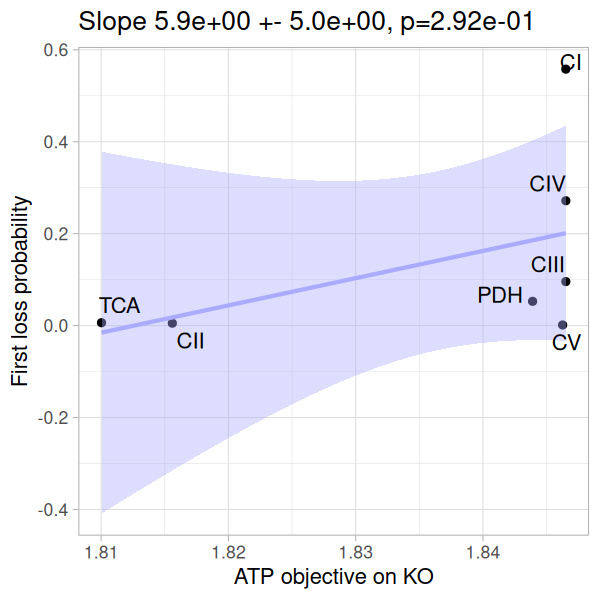 Slope 5.9e+00 +- 5.0e+00, p=2.92e-01
First loss probability
0.6
0.4
0.2
0.0
-0.2
-0.4
CI
CIV
CIII
PDH
CV
TCA
CII
1.81
1.82
1.83
1.84
ATP objective on KO